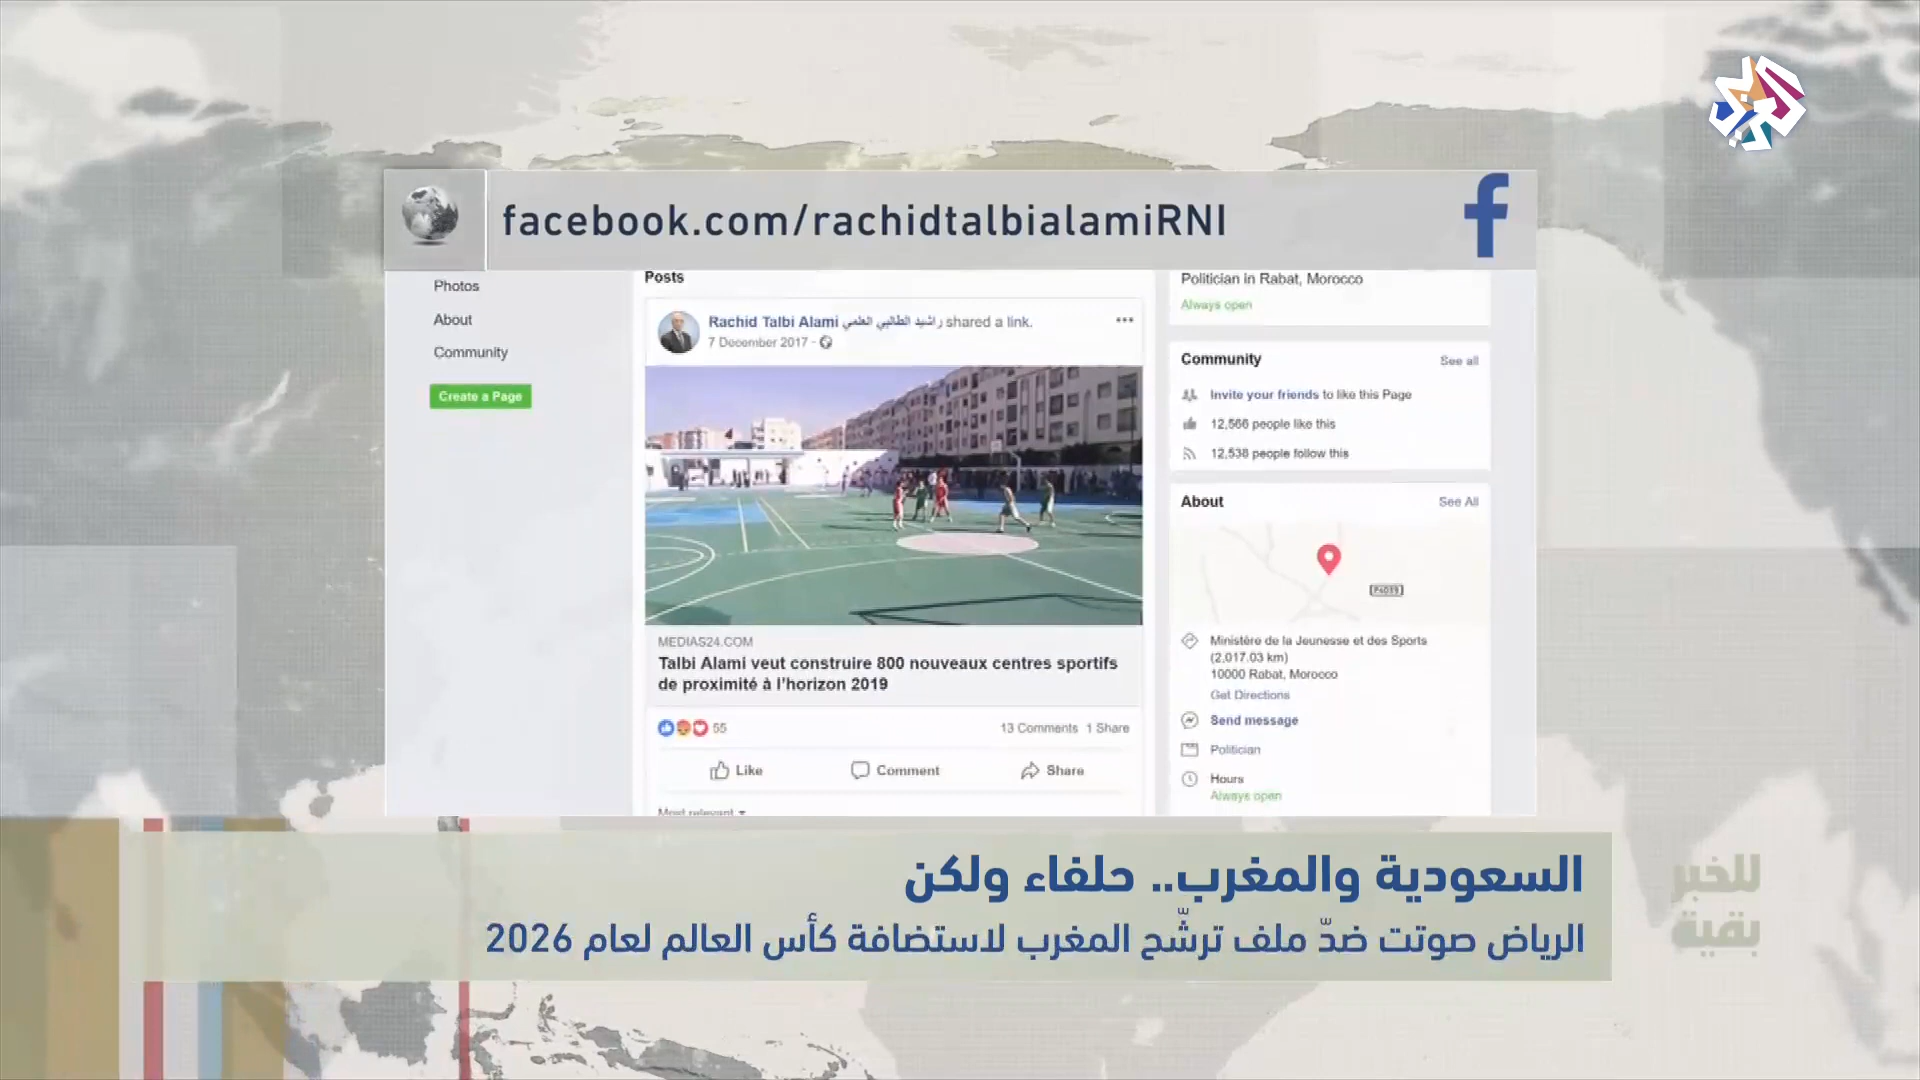 facebook.com/rachidtalbialamiRNI
Photos
About
Community
Create a Page
Posts
Rachid Talbi Alami راشيد الطالبي العلمي shared a link.
7 December 2017
MEDIAS24.COM
Talbi Alami veut construire 800 nouveaux centres sportifs
de proximité à l'horizon 2019
55
13 Comments 1 Share
Like Comment Share
Most relevant
Politician in Rabat, Morocco
Always open
Community See all
Invite your friends to like this Page
12,566 people like this
12,538 people follow this
About See All
P4039
Ministère de la Jeunesse et des Sports
(2,017.03 km)
10000 Rabat, Morocco
Get Directions
Send message
Politician
Hours
Always open
السعودية والمغرب.. حلفاء ولكن
الرياض صوتت ضدّ ملف ترشّح المغرب لاستضافة كأس العالم لعام 2026
للخبر
بقية